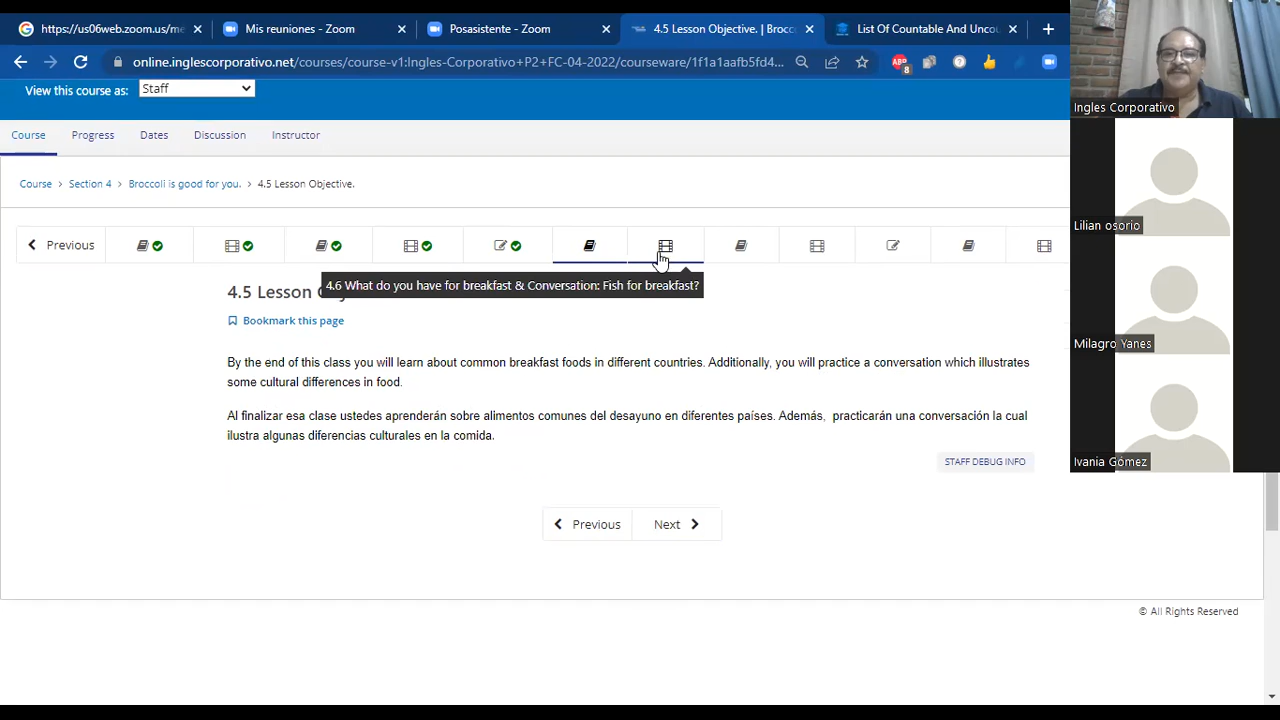 https://us06web.zoom.us/me
Mis reuniones - Zoom
Posasistente - Zoom
4.5 Lesson Objective. | Brocc
List Of Countable And Uncou
online.inglescorporativo.net/courses/course-v1:Ingles-Corporativo+P2+FC-04-2022/courseware/1f1a1aafb5fd4...
ABP
8
View this course as:
Staff
Course
Progress
Dates
Discussion
Instructor
Course > Section 4 > Broccoli is good for you. > 4.5 Lesson Objective.
Previous
4.6 What do you have for breakfast & Conversation: Fish for breakfast?
4.5 Lesson O
Bookmark this page
By the end of this class you will learn about common breakfast foods in different countries. Additionally, you will practice a conversation which illustrates
some cultural differences in food.
Al finalizar esa clase ustedes aprenderán sobre alimentos comunes del desayuno en diferentes países. Además, practicarán una conversación la cual
ilustra algunas diferencias culturales en la comida.
STAFF DEBUG INFO
Previous
Next
© All Rights Reserved
Ingles Corporativo
Lilian osorio
Milagro Yanes
Ivania Gómez